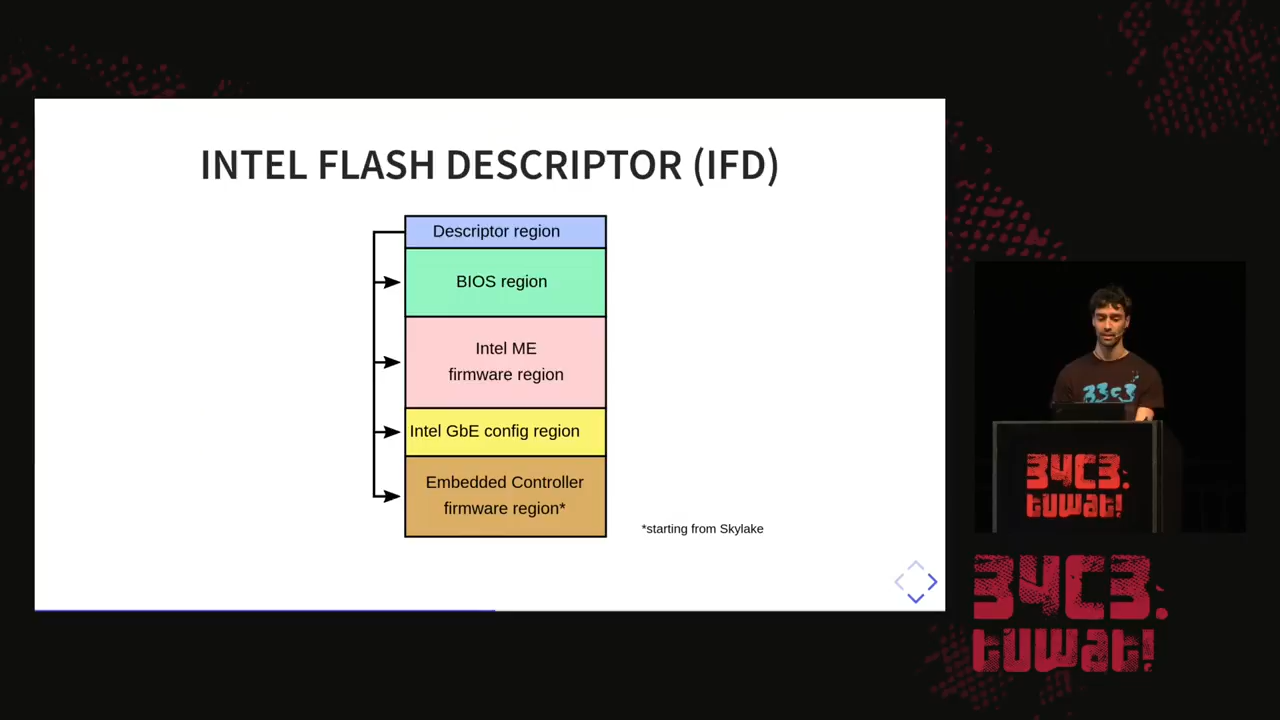 INTEL FLASH DESCRIPTOR (IFD)
Descriptor region
BIOS region
Intel ME
firmware region
Intel GbE config region
Embedded Controller
firmware region*
*starting from Skylake
33c3
34C3.
tuwat!
34C3.
tuwat!